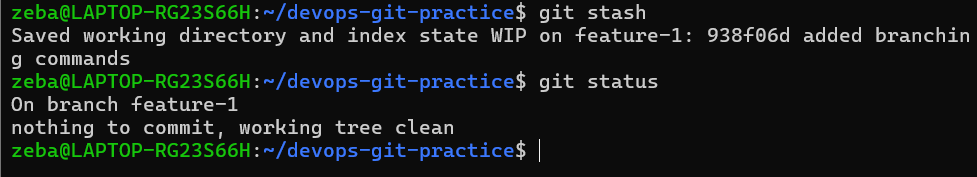 zeba@LAPTOP-RG23S66H:~/devops-git-practice$ git stash
Saved working directory and index state WIP on feature-1: 938f06d added branchin
g commands
zeba@LAPTOP-RG23S66H:~/devops-git-practice$ git status
On branch feature-1
nothing to commit, working tree clean
zeba@LAPTOP-RG23S66H:~/devops-git-practice$